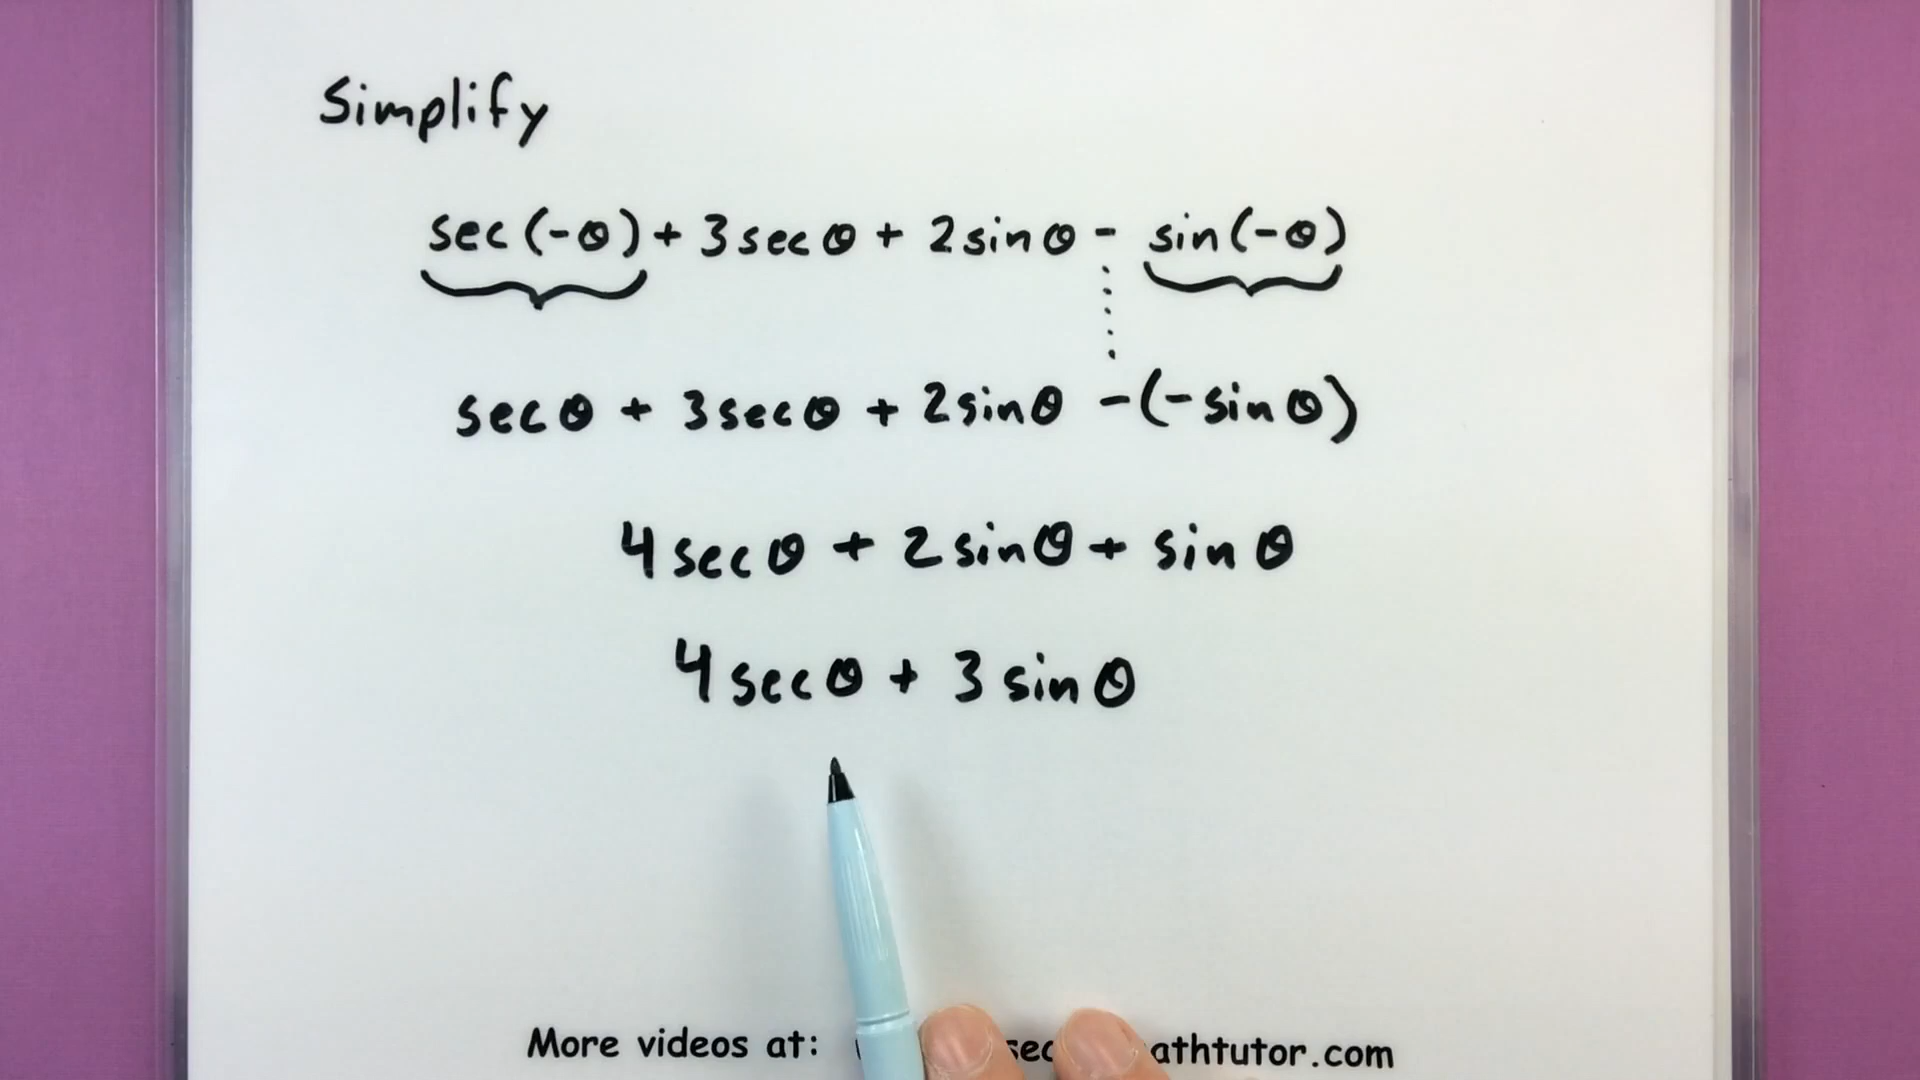 Simplify
sec(-θ) + 3secθ + 2sinθ - sin(-θ)
secθ + 3secθ + 2sinθ -(-sinθ)
4secθ + 2sinθ + sinθ
4secθ + 3sinθ
More videos at: